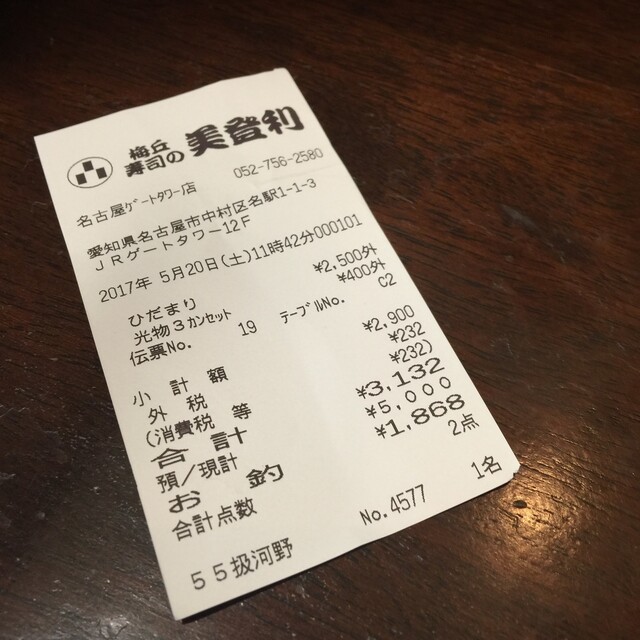 梅丘
寿司の 美登利
名古屋ゲートタワー店 052-756-2580
愛知県名古屋市中村区名駅1-1-3
JRゲートタワー12F
2017年 5月20日(土)11時42分000101
ひだまり ¥2,500外
光物3カンセット ¥400外
伝票No. 19 テーブルNo. C2
小計額 ¥2,900
外税 ¥232
(消費税等 ¥232)
合計 ¥3,132
預/現計 ¥5,000
お釣 ¥1,868
合計点数 2点
1名
55扱河野 No.4577